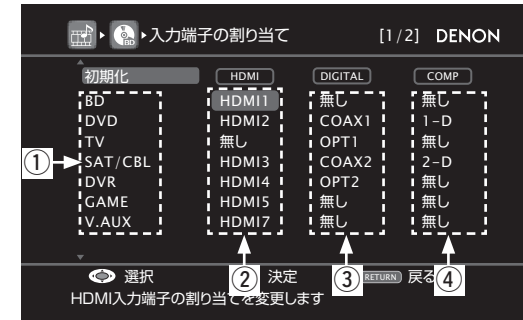 BD ▸入力端子の割り当て [1/2] DENON
初期化 HDMI DIGITAL COMP
BD HDMI1 無し 無し
DVD HDMI2 COAX1 1-D
TV 無し OPT1 無し
① SAT/CBL HDMI3 COAX2 2-D
DVR HDMI4 OPT2 無し
GAME HDMI5 無し 無し
V.AUX HDMI7 無し 無し
② ③ ④
選択 決定 RETURN 戻る
HDMI入力端子の割り当てを変更します